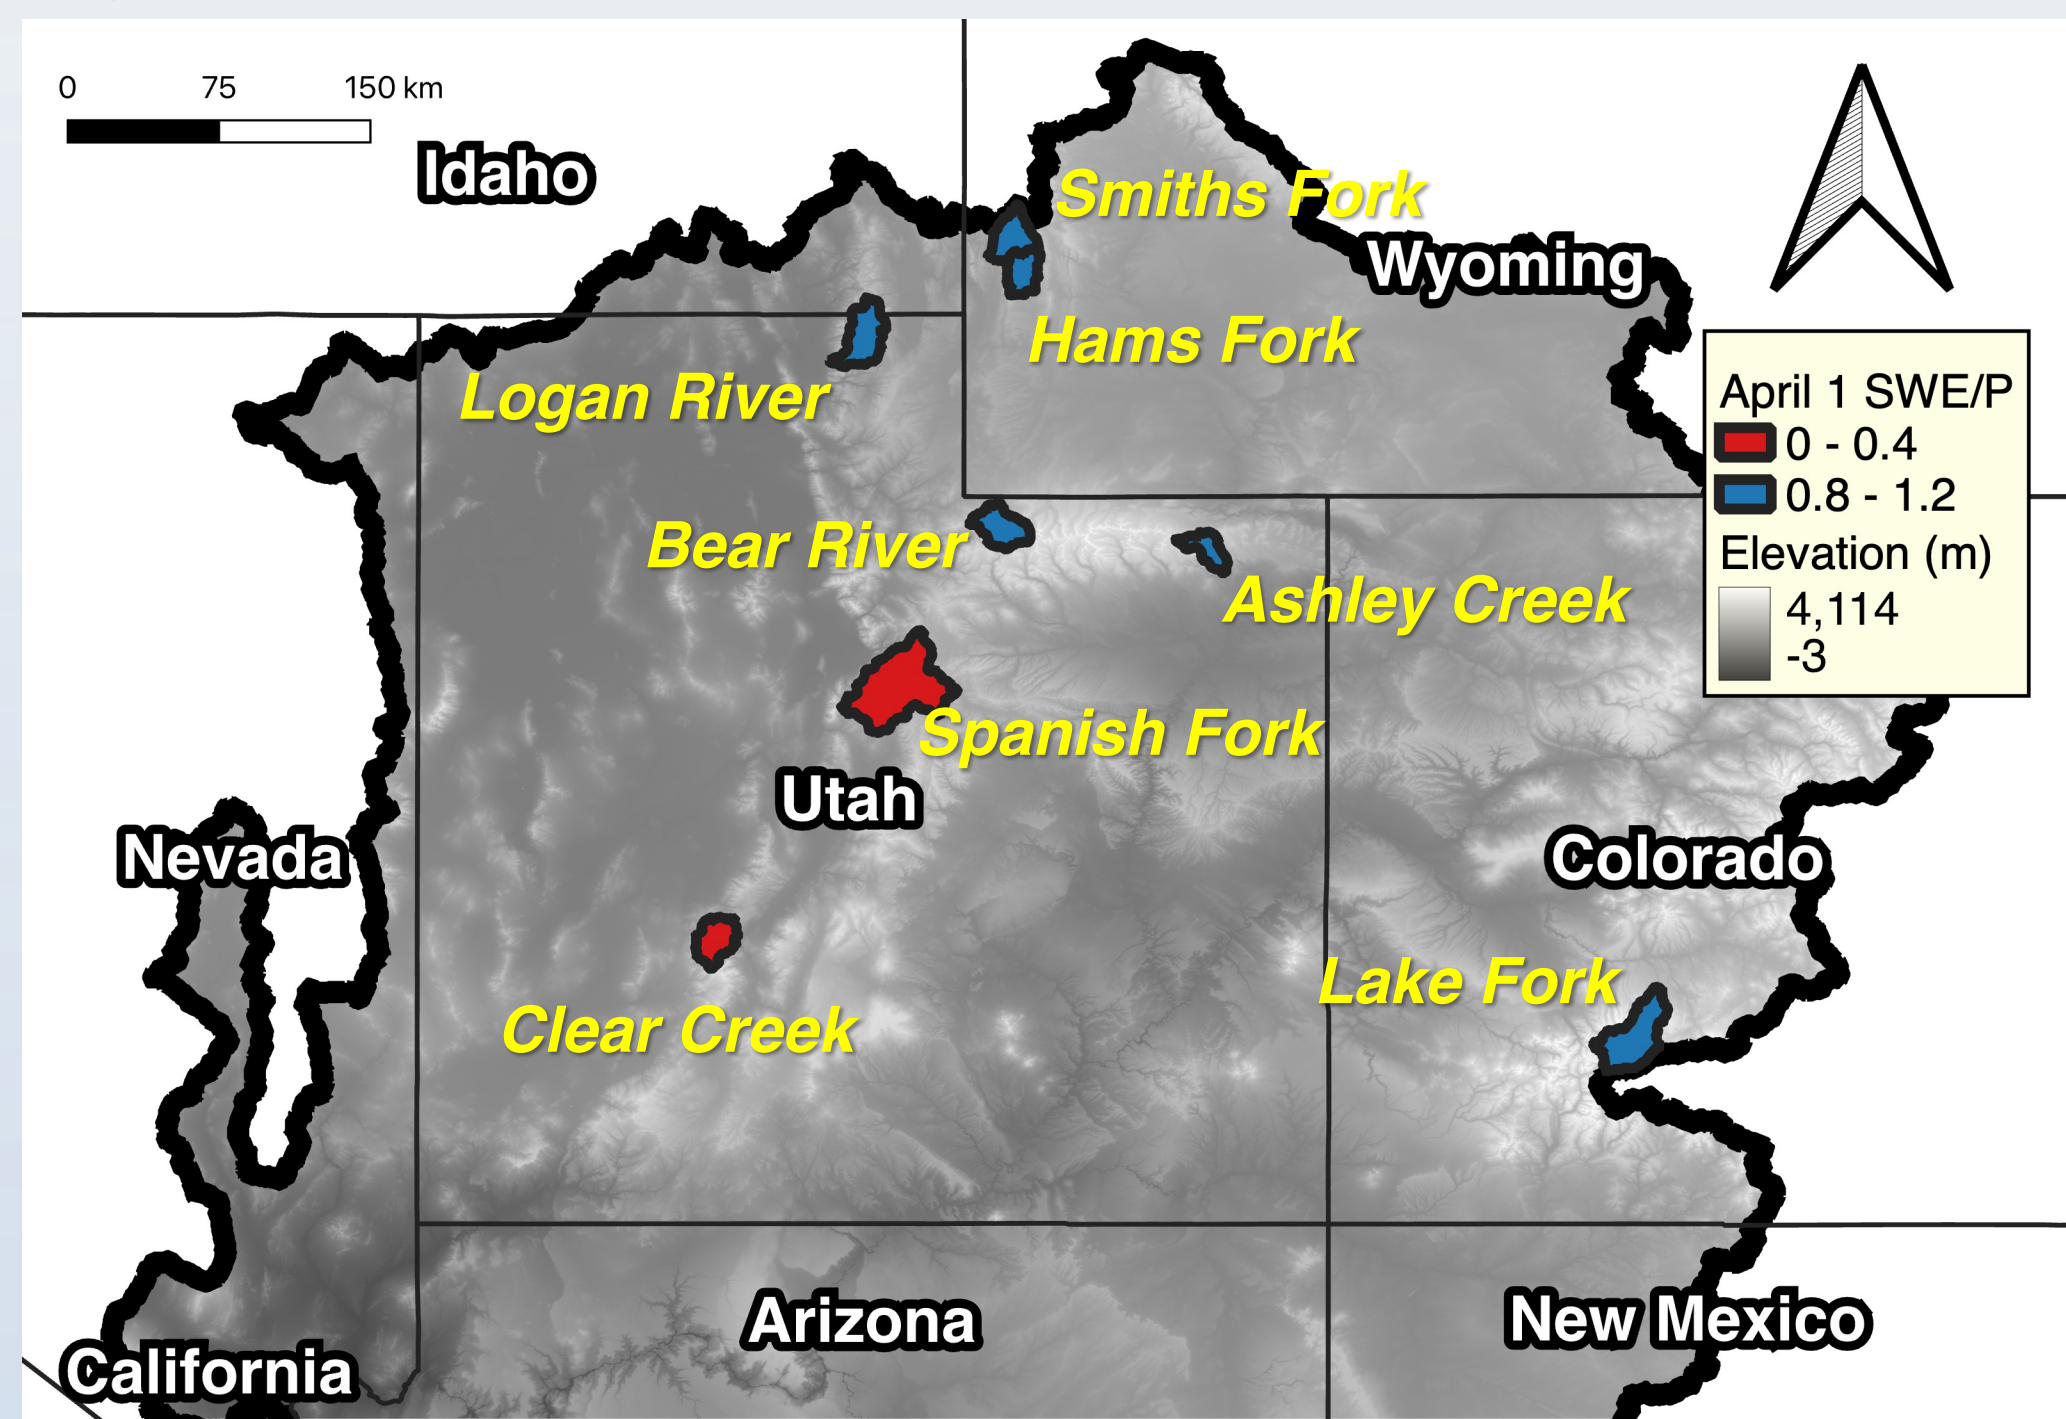 0 75 150 km
Idaho
Smiths Fork
Wyoming
Hams Fork
Logan River
April 1 SWE/P
0 - 0.4
0.8 - 1.2
Elevation (m)
4,114
-3
Bear River
Ashley Creek
Spanish Fork
Utah
Nevada
Colorado
Lake Fork
Clear Creek
Arizona
New Mexico
California